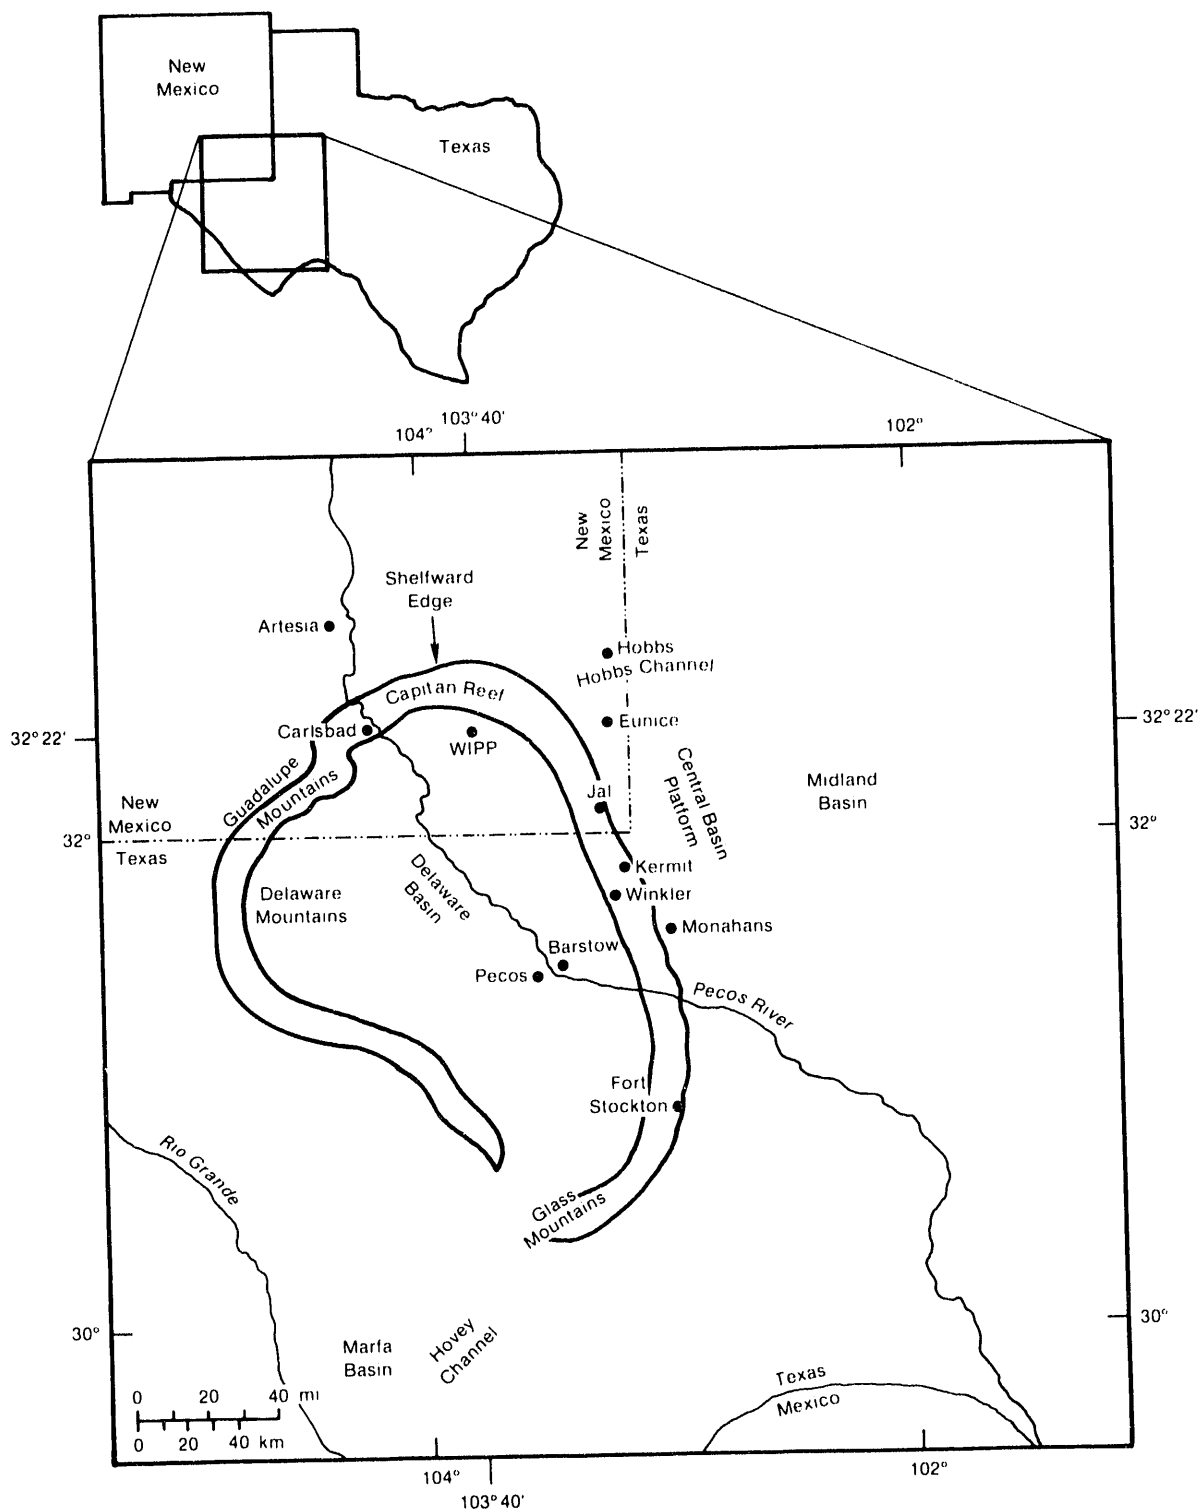 New
Mexico
Texas
103°40'
104°
102°
New
Mexico
Texas
Shelfward
Edge
Artesia
Hobbs
Hobbs Channel
Capitan Reef
Eunice
32°22'
32°22'
Carlsbad
WIPP
Guadalupe
Mountains
Central Basin
Platform
Midland
Basin
Jal
New
Mexico
32°
32°
Texas
Kermit
Delaware
Basin
Winkler
Delaware
Mountains
Monahans
Barstow
Pecos
Pecos River
Fort
Stockton
Rio Grande
Glass
Mountains
30°
30°
Marfa
Basin
Hovey
Channel
0 20 40 mi
0 20 40 km
Texas
Mexico
104°
103°40'
102°